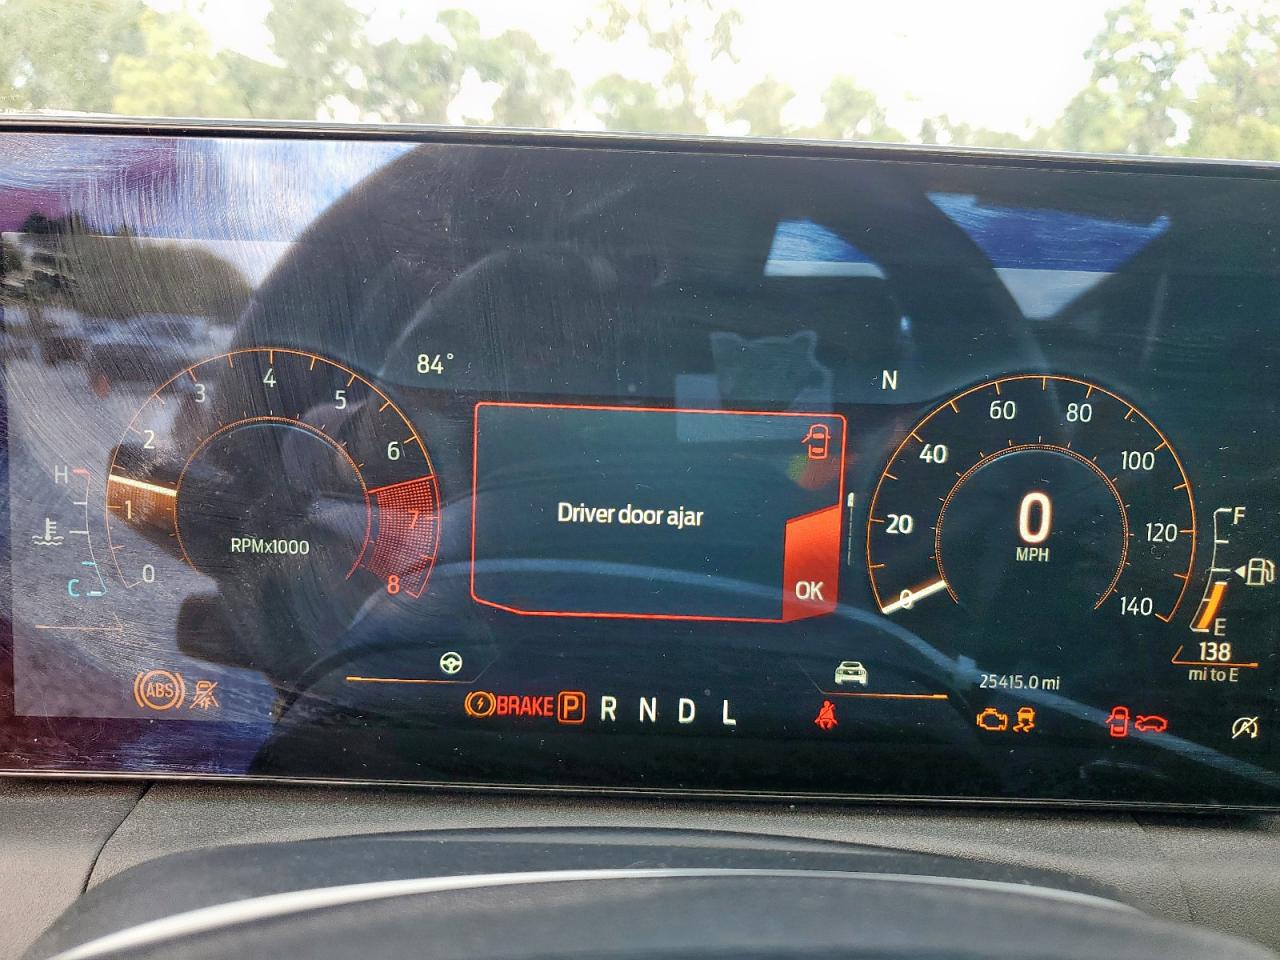 84°
N
H
C
0
1
2
3
4
5
6
7
8
RPMx1000
Driver door ajar
OK
0
20
40
60
80
100
120
140
0
MPH
F
E
138
mi to E
25415.0 mi
ABS
BRAKE P R N D L